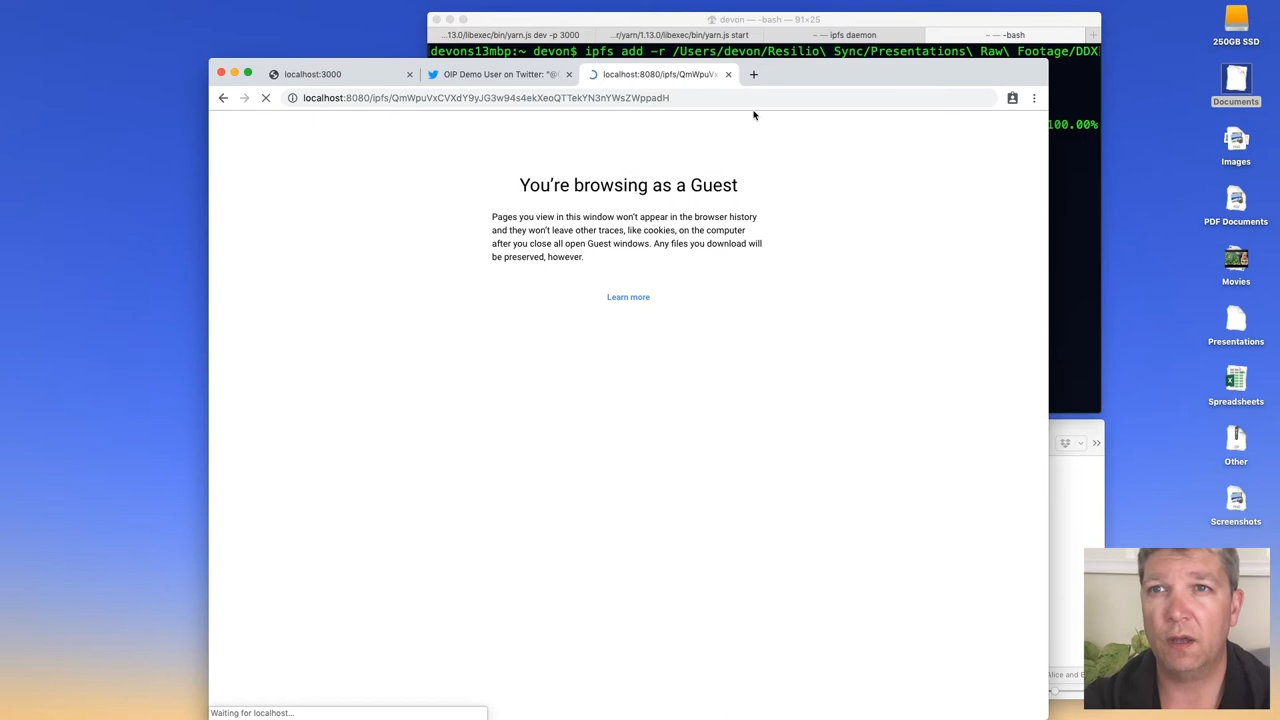 devon — -bash — 91×25
13.0/libexec/bin/yarn.js dev -p 3000
..r/yarn/1.13.0/libexec/bin/yarn.js start
~ — ipfs daemon
~ — -bash
devons13mbp:~ devon$ ipfs add -r /Users/devon/Resilio\ Sync/Presentations\ Raw\ Footage/DDX
100.00%
localhost:3000
OIP Demo User on Twitter: "@
localhost:8080/ipfs/QmWpuVx
localhost:8080/ipfs/QmWpuVxCVXdY9yJG3w94s4ekXeoQTTekYN3nYWsZWppadH
You're browsing as a Guest
Pages you view in this window won't appear in the browser history
and they won't leave other traces, like cookies, on the computer
after you close all open Guest windows. Any files you download will
be preserved, however.
Learn more
Waiting for localhost...
250GB SSD
Documents
Images
PDF Documents
Movies
Presentations
Spreadsheets
Other
Screenshots
Alice and